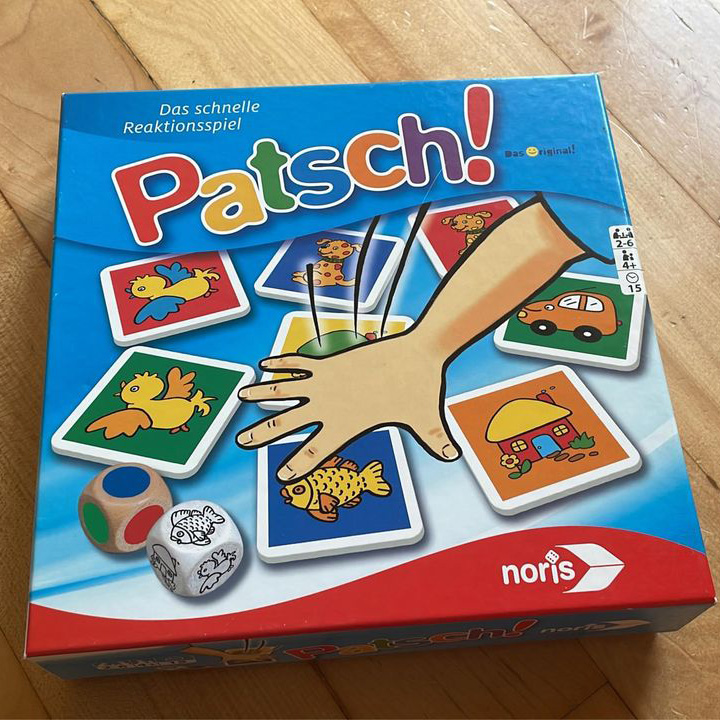 Das schnelle
Reaktionsspiel
Patsch!
Das Original!
2-6
4+
15
noris
Patsch!
noris